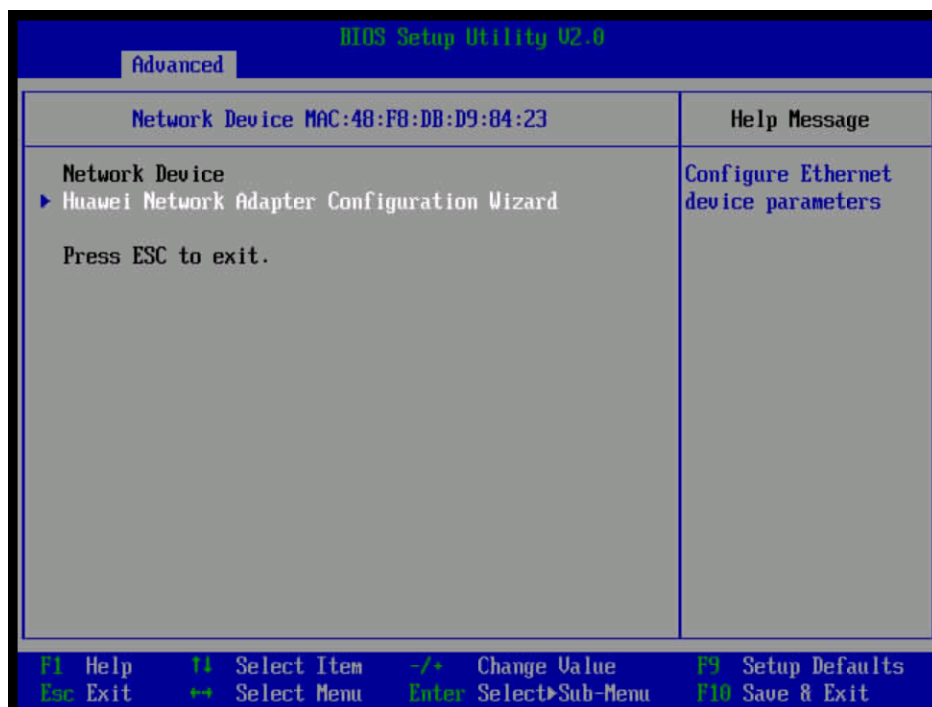 BIOS Setup Utility V2.0
Advanced
Network Device MAC:48:F8:DB:D9:84:23
Help Message
Network Device
Huawei Network Adapter Configuration Wizard
Press ESC to exit.
Configure Ethernet
device parameters
F1 Help ↑↓ Select Item -/+ Change Value F9 Setup Defaults
Esc Exit ←→ Select Menu Enter Select▶Sub-Menu F10 Save & Exit